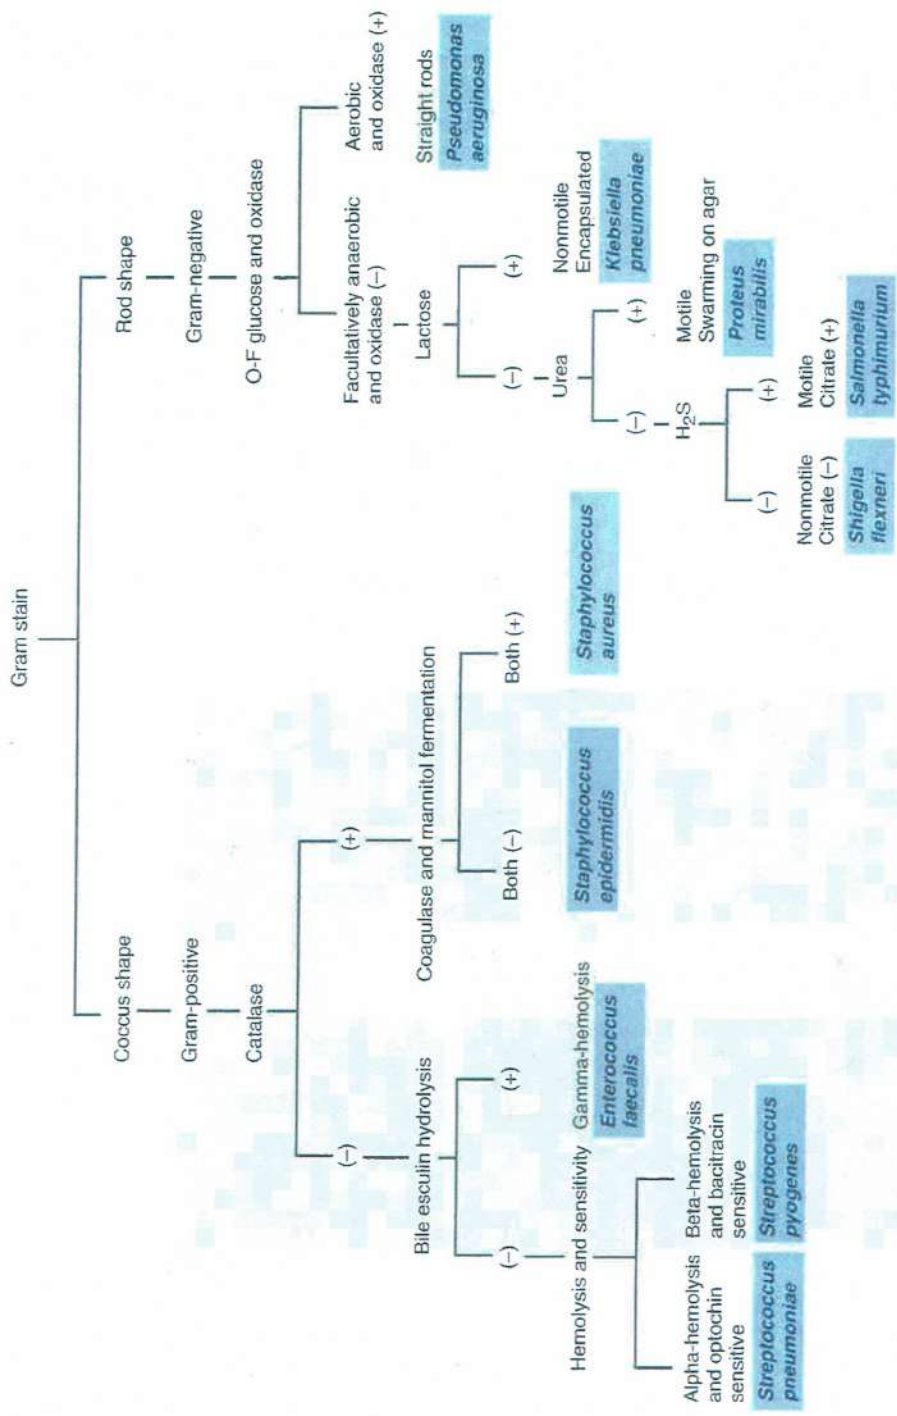 Gram stain
Coccus shape
Rod shape
Gram-positive
Gram-negative
Catalase
O-F glucose and oxidase
(–)
(+)
Facultatively anaerobic
and oxidase (–)
Aerobic
and oxidase (+)
Bile esculin hydrolysis
Coagulase and mannitol fermentation
Lactose
Straight rods
Pseudomonas
aeruginosa
(–)
(+)
Both (–)
Both (+)
(–)
(+)
Hemolysis and sensitivity
Gamma-hemolysis
Enterococcus
faecalis
Staphylococcus
epidermidis
Staphylococcus
aureus
Urea
Nonmotile
Encapsulated
Klebsiella
pneumoniae
(–)
(+)
Alpha-hemolysis
and optochin
sensitive
Streptococcus
pneumoniae
Beta-hemolysis
and bacitracin
sensitive
Streptococcus
pyogenes
H2S
Motile
Swarming on agar
Proteus
mirabilis
(–)
(+)
Nonmotile
Citrate (–)
Shigella
flexneri
Motile
Citrate (+)
Salmonella
typhimurium